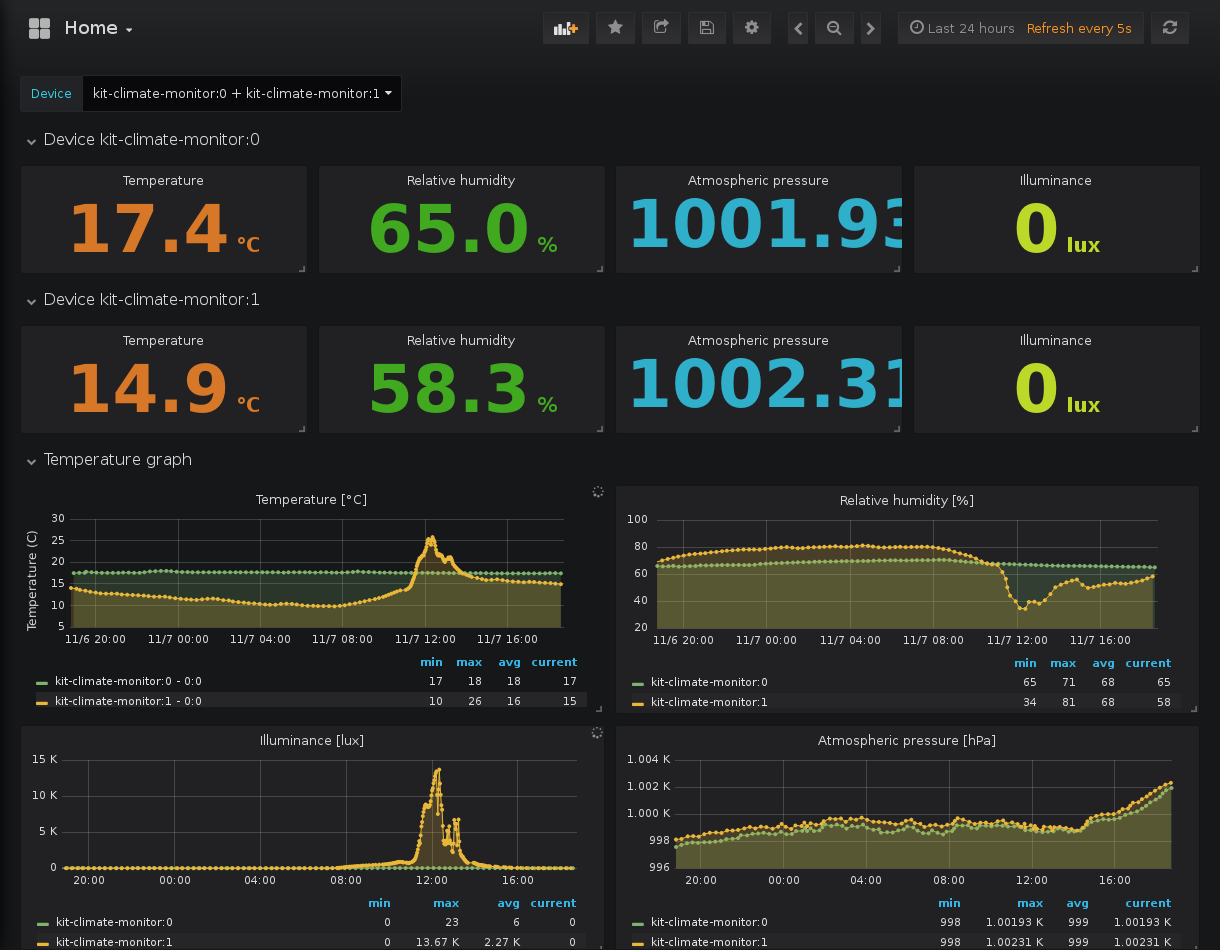 Home
Last 24 hours Refresh every 5s
Device kit-climate-monitor:0 + kit-climate-monitor:1
Device kit-climate-monitor:0
Temperature Relative humidity Atmospheric pressure Illuminance
17.4 °C 65.0 % 1001.93 0 lux
Device kit-climate-monitor:1
Temperature Relative humidity Atmospheric pressure Illuminance
14.9 °C 58.3 % 1002.31 0 lux
Temperature graph
Temperature [°C]
Temperature (C)
30
25
20
15
10
5
11/6 20:00 11/7 00:00 11/7 04:00 11/7 08:00 11/7 12:00 11/7 16:00
min max avg current
kit-climate-monitor:0 - 0:0 17 18 18 17
kit-climate-monitor:1 - 0:0 10 26 16 15
Relative humidity [%]
100
80
60
40
20
11/6 20:00 11/7 00:00 11/7 04:00 11/7 08:00 11/7 12:00 11/7 16:00
min max avg current
kit-climate-monitor:0 65 71 68 65
kit-climate-monitor:1 34 81 68 58
Illuminance [lux]
15 K
10 K
5 K
0
20:00 00:00 04:00 08:00 12:00 16:00
min max avg current
kit-climate-monitor:0 0 23 6 0
kit-climate-monitor:1 0 13.67 K 2.27 K 0
Atmospheric pressure [hPa]
1.004 K
1.002 K
1.000 K
998
996
20:00 00:00 04:00 08:00 12:00 16:00
min max avg current
kit-climate-monitor:0 998 1.00193 K 999 1.00193 K
kit-climate-monitor:1 998 1.00231 K 999 1.00231 K